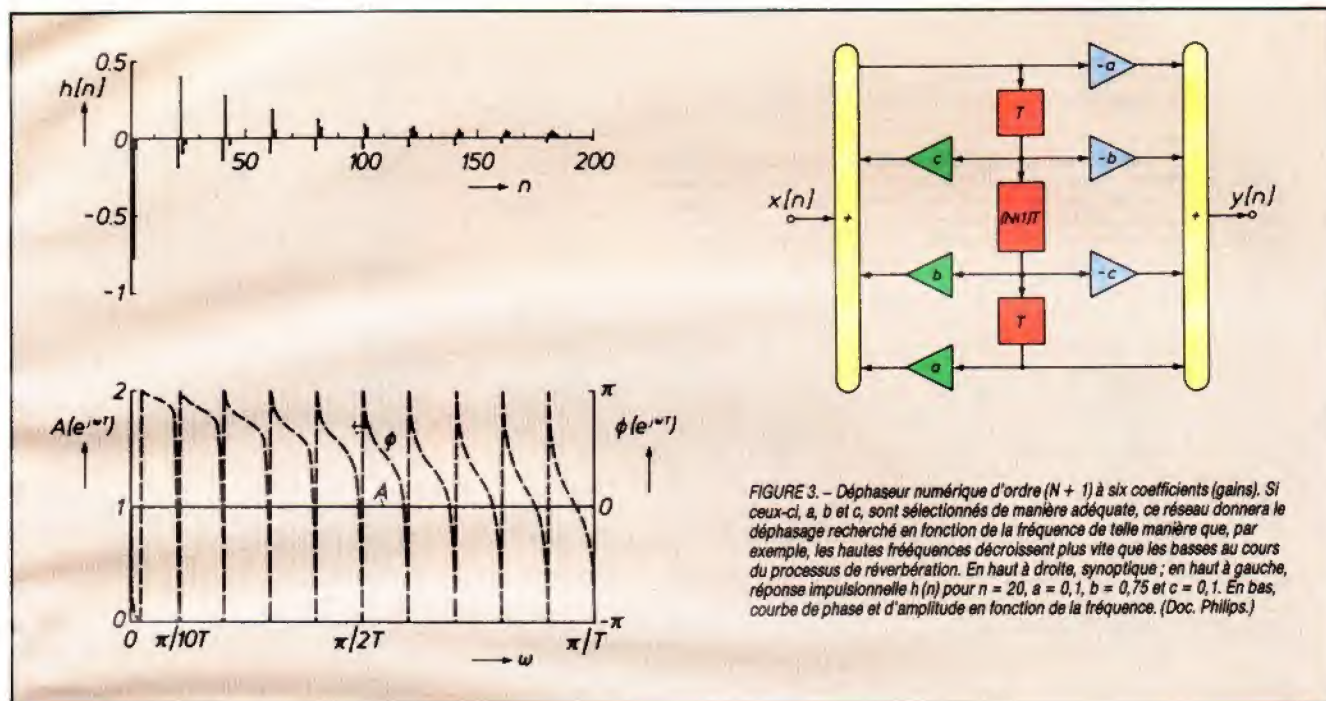 0.5
h[n]
0
50
100
150
200
n
-0.5
-1
2
π
A(e^jωT)
ϕ
ϕ(e^jωT)
1
A
0
0
-π
0
π/10T
π/2T
π/T
ω
-a
T
c
-b
x[n]
+
(N-1)T
+
y[n]
b
-c
T
a
FIGURE 3. – Déphaseur numérique d'ordre (N + 1) à six coefficients (gains). Si
ceux-ci, a, b et c, sont sélectionnés de manière adéquate, ce réseau donnera le
déphasage recherché en fonction de la fréquence de telle manière que, par
exemple, les hautes frééquences décroissent plus vite que les basses au cours
du processus de réverbération. En haut à droite, synoptique ; en haut à gauche,
réponse impulsionnelle h (n) pour n = 20, a = 0,1, b = 0,75 et c = 0,1. En bas,
courbe de phase et d'amplitude en fonction de la fréquence. (Doc. Philips.)